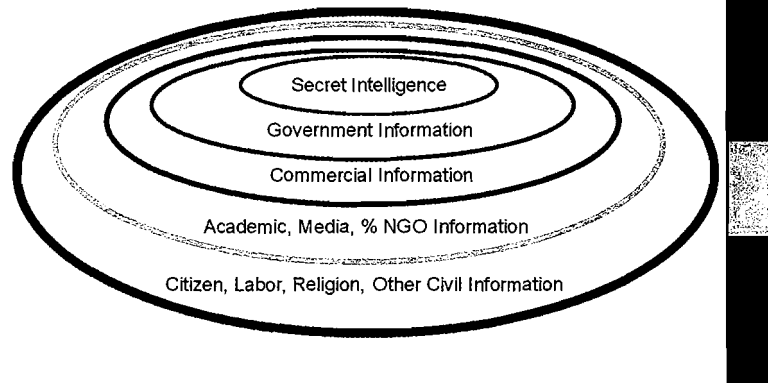 Secret Intelligence
Government Information
Commercial Information
Academic, Media, % NGO Information
Citizen, Labor, Religion, Other Civil Information